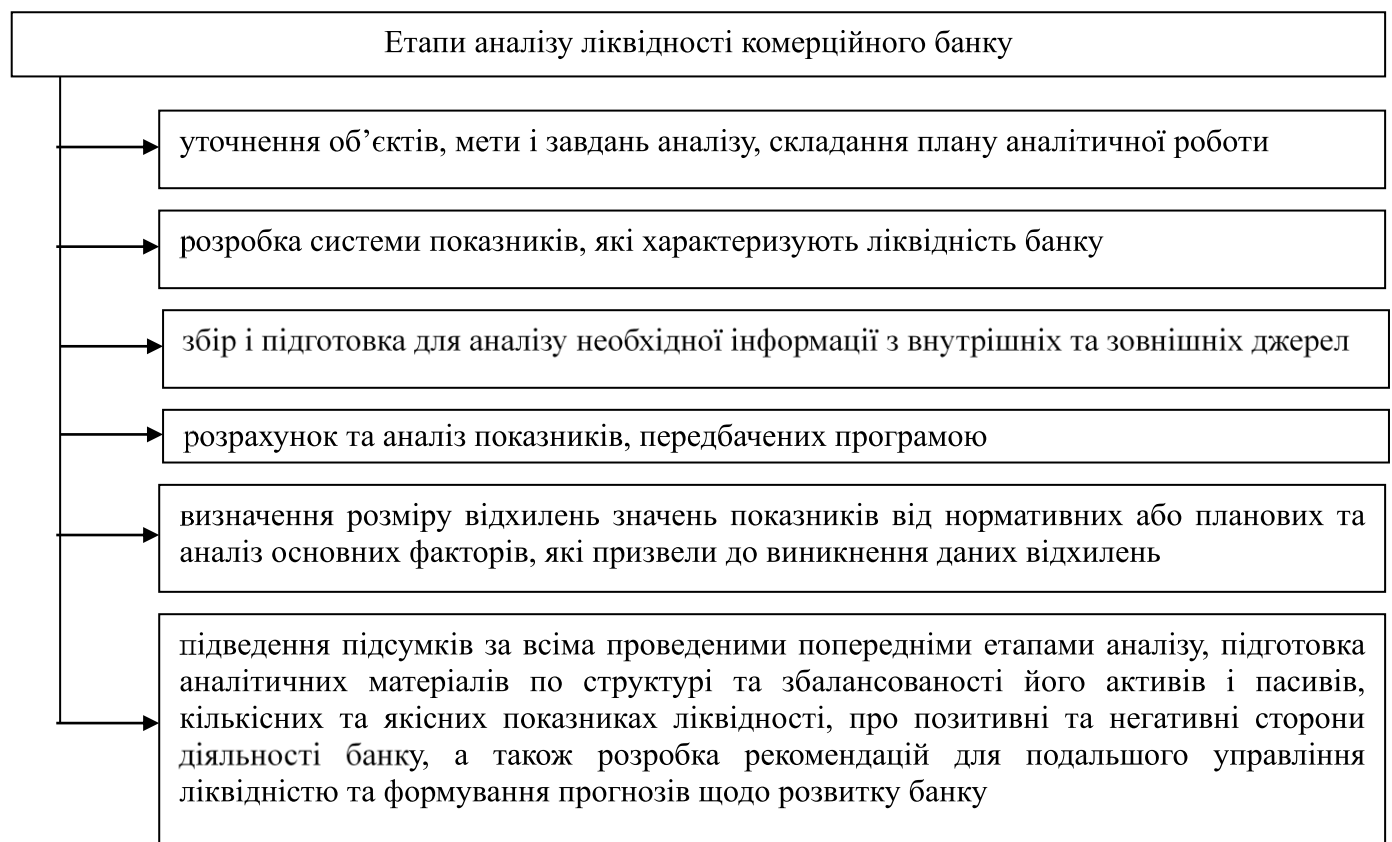 Етапи аналізу ліквідності комерційного банку
уточнення об’єктів, мети і завдань аналізу, складання плану аналітичної роботи
розробка системи показників, які характеризують ліквідність банку
збір і підготовка для аналізу необхідної інформації з внутрішніх та зовнішніх джерел
розрахунок та аналіз показників, передбачених програмою
визначення розміру відхилень значень показників від нормативних або планових та
аналіз основних факторів, які призвели до виникнення даних відхилень
підведення підсумків за всіма проведеними попередніми етапами аналізу, підготовка
аналітичних матеріалів по структурі та збалансованості його активів і пасивів,
кількісних та якісних показниках ліквідності, про позитивні та негативні сторони
діяльності банку, а також розробка рекомендацій для подальшого управління
ліквідністю та формування прогнозів щодо розвитку банку